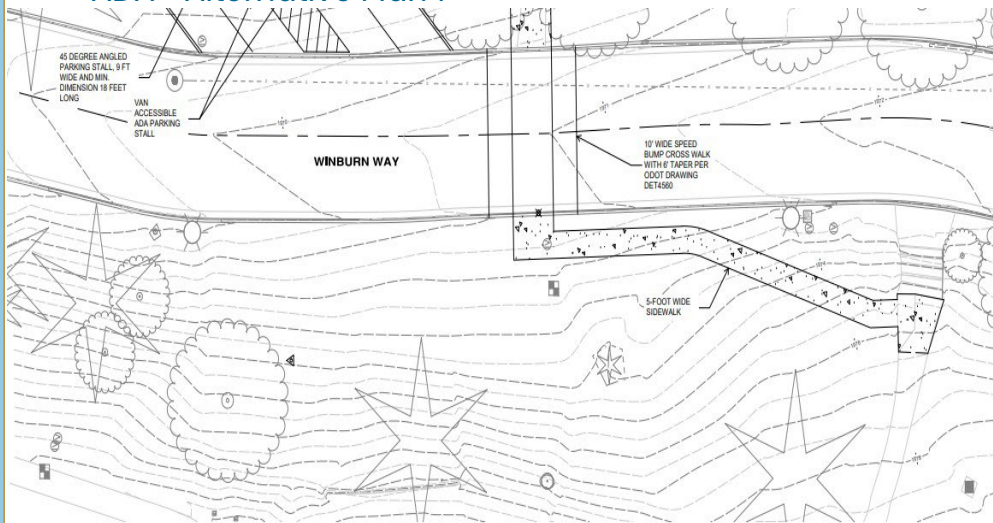 45 DEGREE ANGLED
PARKING STALL, 9 FT
WIDE AND MIN.
DIMENSION 18 FEET
LONG
VAN
ACCESSIBLE
ADA PARKING
STALL
WINBURN WAY
10' WIDE SPEED
BUMP CROSS WALK
WITH 6' TAPER PER
ODOT DRAWING
DET4560
5-FOOT WIDE
SIDEWALK